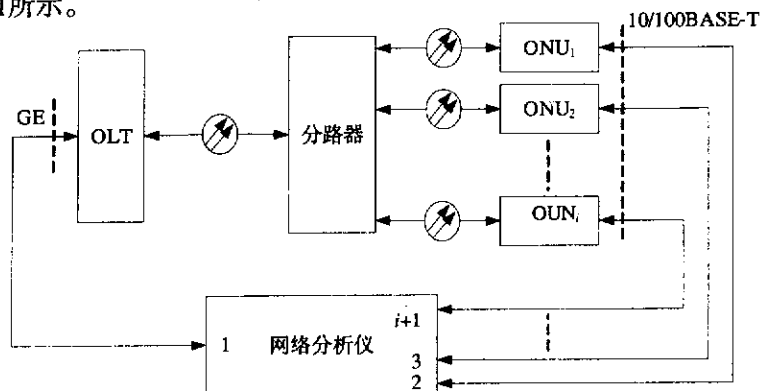 所示。
10/100BASE-T
GE
OLT
分路器
ONU₁
ONU₂
OUNᵢ
i+1
1
网络分析仪
3
2